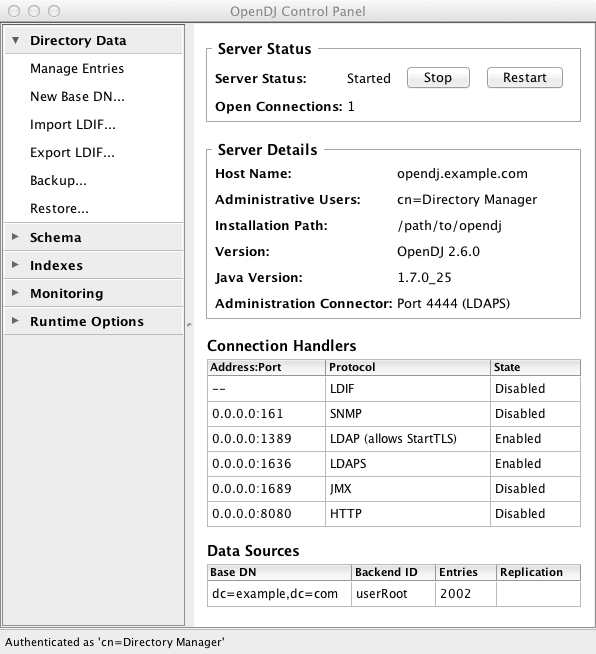 OpenDJ Control Panel
Directory Data
Manage Entries
New Base DN...
Import LDIF...
Export LDIF...
Backup...
Restore...
Schema
Indexes
Monitoring
Runtime Options
Server Status
Server Status: Started Stop Restart
Open Connections: 1
Server Details
Host Name: opendj.example.com
Administrative Users: cn=Directory Manager
Installation Path: /path/to/opendj
Version: OpenDJ 2.6.0
Java Version: 1.7.0_25
Administration Connector: Port 4444 (LDAPS)
Connection Handlers
Address:Port Protocol State
-- LDIF Disabled
0.0.0.0:161 SNMP Disabled
0.0.0.0:1389 LDAP (allows StartTLS) Enabled
0.0.0.0:1636 LDAPS Enabled
0.0.0.0:1689 JMX Disabled
0.0.0.0:8080 HTTP Disabled
Data Sources
Base DN Backend ID Entries Replication
dc=example,dc=com userRoot 2002
Authenticated as 'cn=Directory Manager'